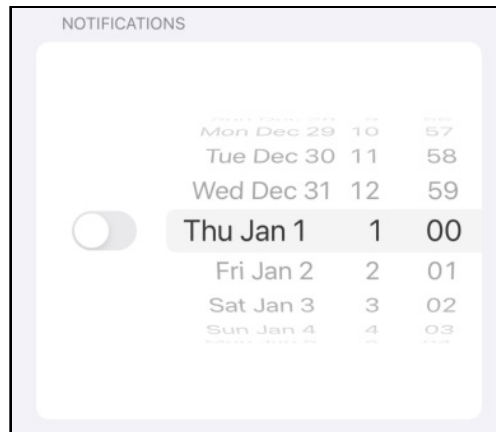 NOTIFICATIONS
Mon Dec 29 10 57
Tue Dec 30 11 58
Wed Dec 31 12 59
Thu Jan 1 1 00
Fri Jan 2 2 01
Sat Jan 3 3 02
Sun Jan 4 4 03